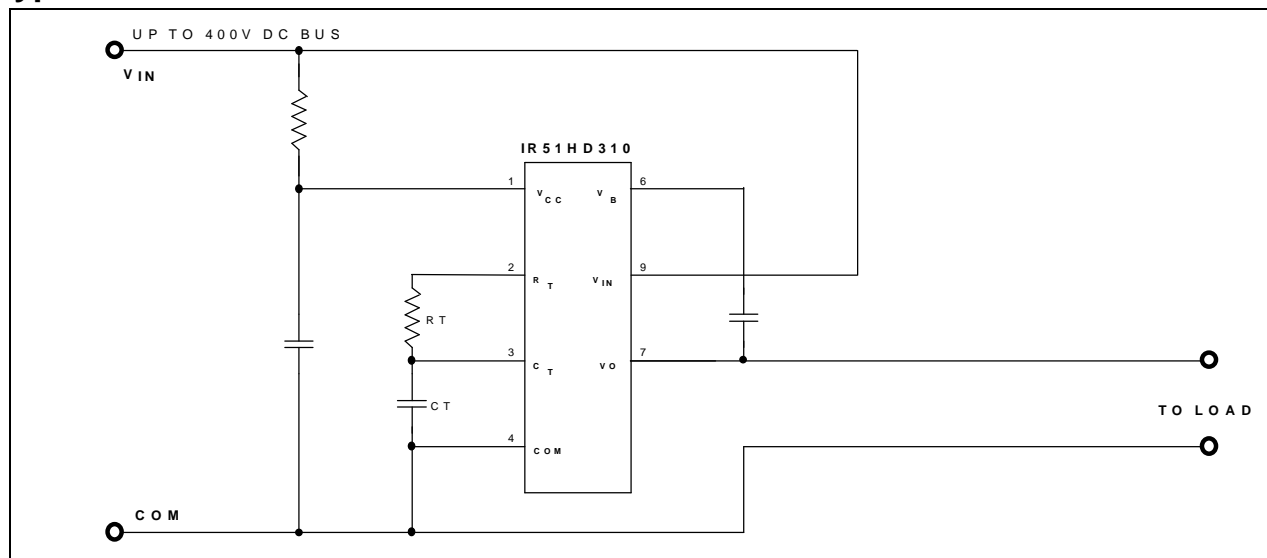 UP TO 400V DC BUS
VIN
IR51HD310
1
VCC
VB
6
2
RT
VIN
9
RT
3
CT
VO
7
CT
TO LOAD
4
COM
COM